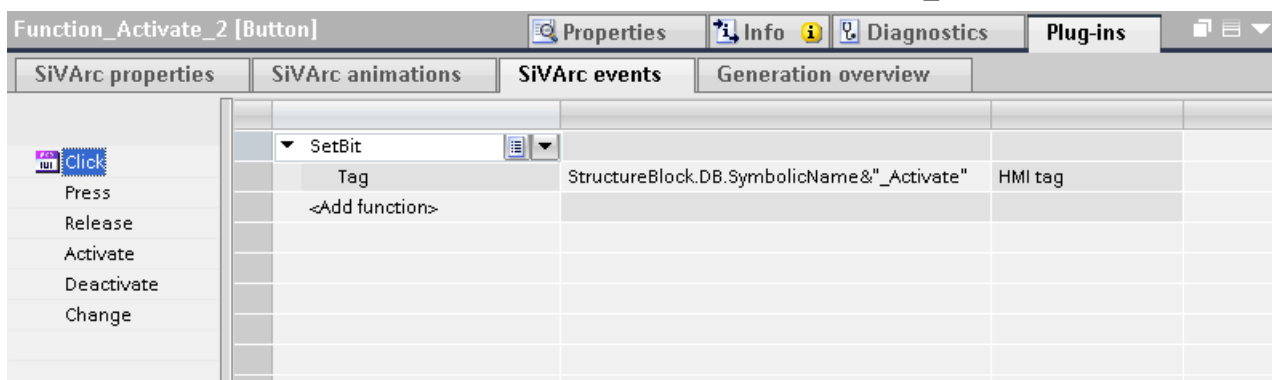 Function_Activate_2 [Button] Properties Info Diagnostics Plug-ins
SiVArc properties SiVArc animations SiVArc events Generation overview
SetBit
Click
Tag StructureBlock.DB.SymbolicName&"_Activate" HMI tag
Press
<Add function>
Release
Activate
Deactivate
Change